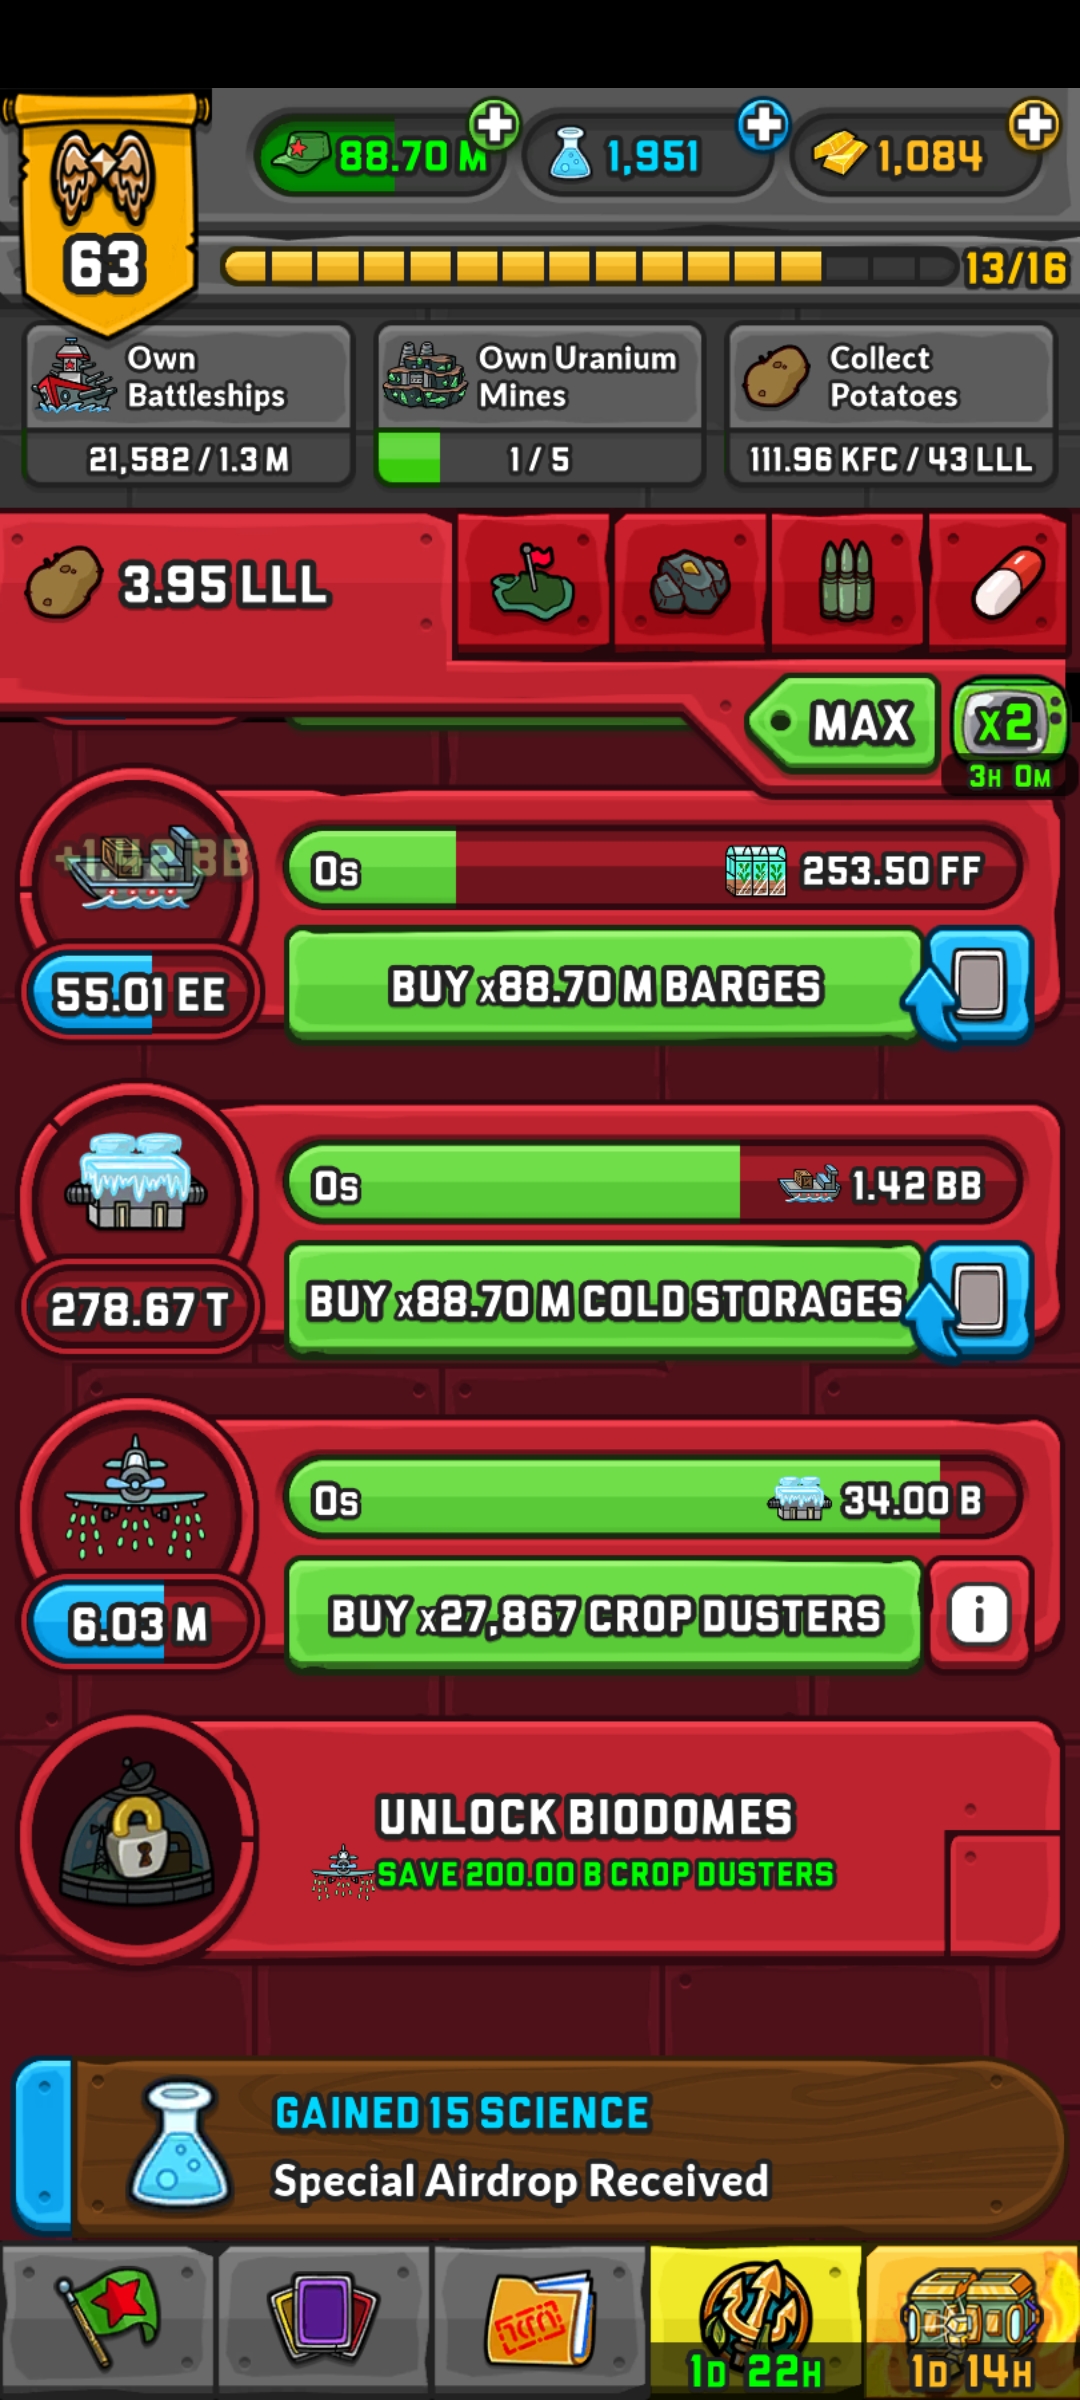 88.70 M
1,951
1,084
63
13/16
Own
Battleships
21,582 / 1.3 M
Own Uranium
Mines
1 / 5
Collect
Potatoes
111.96 KFC / 43 LLL
3.95 LLL
MAX
x2
3H 0M
+1.42 BB
0s
253.50 FF
55.01 EE
BUY x88.70 M BARGES
0s
1.42 BB
278.67 T
BUY x88.70 M COLD STORAGES
0s
34.00 B
6.03 M
BUY x27,867 CROP DUSTERS
i
UNLOCK BIODOMES
SAVE 200.00 B CROP DUSTERS
GAINED 15 SCIENCE
Special Airdrop Received
1D 22H
1D 14H